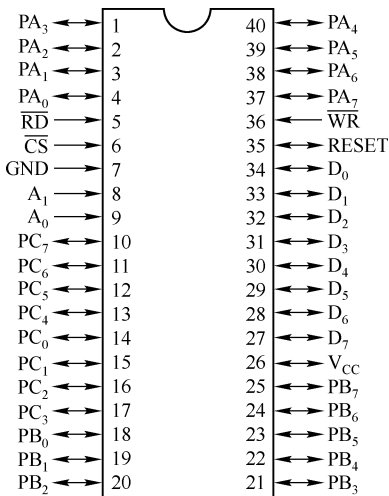 PA₃ 1 40 PA₄
PA₂ 2 39 PA₅
PA₁ 3 38 PA₆
PA₀ 4 37 PA₇
R̅D̅ 5 36 W̅R̅
C̅S̅ 6 35 RESET
GND 7 34 D₀
A₁ 8 33 D₁
A₀ 9 32 D₂
PC₇ 10 31 D₃
PC₆ 11 30 D₄
PC₅ 12 29 D₅
PC₄ 13 28 D₆
PC₀ 14 27 D₇
PC₁ 15 26 V_CC
PC₂ 16 25 PB₇
PC₃ 17 24 PB₆
PB₀ 18 23 PB₅
PB₁ 19 22 PB₄
PB₂ 20 21 PB₃